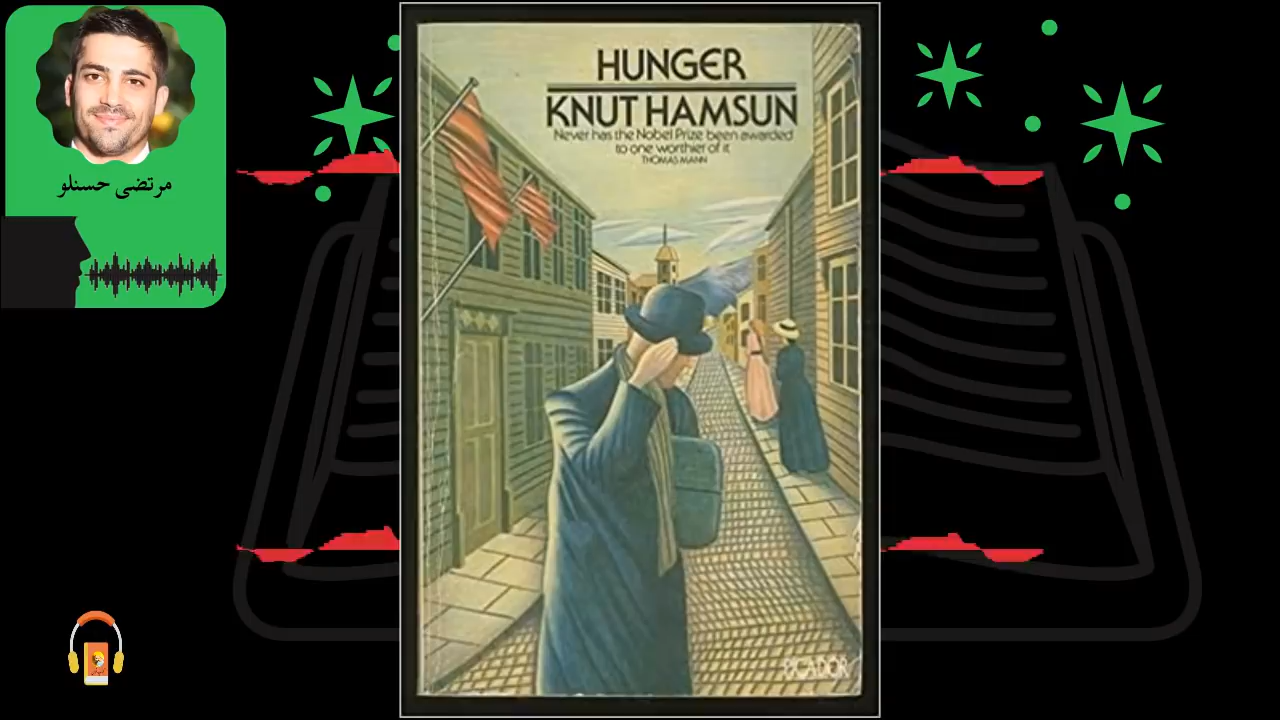 مرتضی حسنلو
HUNGER
KNUT HAMSUN
Never has the Nobel Prize been awarded
to one worthier of it
THOMAS MANN
PICADOR